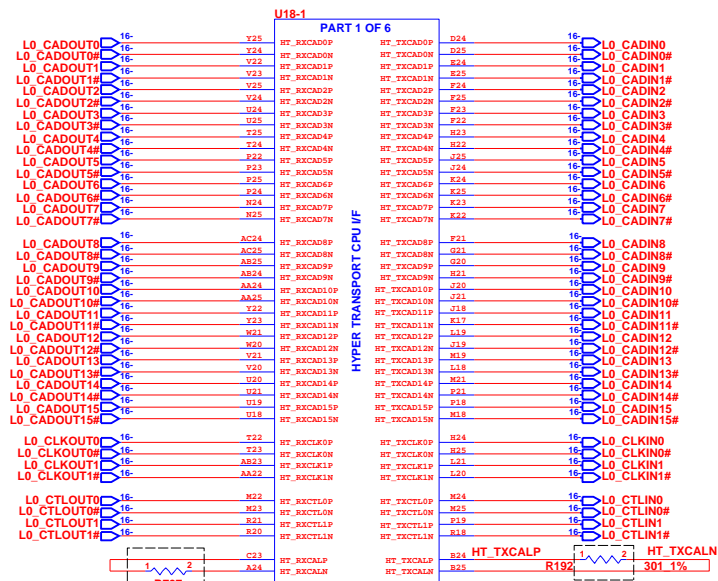 U18-1
PART 1 OF 6
HYPER TRANSPORT CPU I/F
L0_CADOUT0 16- Y25 HT_RXCAD0P HT_TXCAD0P D24 16- L0_CADIN0
L0_CADOUT0# 16- Y24 HT_RXCAD0N HT_TXCAD0N D25 16- L0_CADIN0#
L0_CADOUT1 16- V22 HT_RXCAD1P HT_TXCAD1P E24 16- L0_CADIN1
L0_CADOUT1# 16- V23 HT_RXCAD1N HT_TXCAD1N E25 16- L0_CADIN1#
L0_CADOUT2 16- V25 HT_RXCAD2P HT_TXCAD2P F24 16- L0_CADIN2
L0_CADOUT2# 16- V24 HT_RXCAD2N HT_TXCAD2N F25 16- L0_CADIN2#
L0_CADOUT3 16- U24 HT_RXCAD3P HT_TXCAD3P F23 16- L0_CADIN3
L0_CADOUT3# 16- U25 HT_RXCAD3N HT_TXCAD3N F22 16- L0_CADIN3#
L0_CADOUT4 16- T25 HT_RXCAD4P HT_TXCAD4P H23 16- L0_CADIN4
L0_CADOUT4# 16- T24 HT_RXCAD4N HT_TXCAD4N H22 16- L0_CADIN4#
L0_CADOUT5 16- P22 HT_RXCAD5P HT_TXCAD5P J25 16- L0_CADIN5
L0_CADOUT5# 16- P23 HT_RXCAD5N HT_TXCAD5N J24 16- L0_CADIN5#
L0_CADOUT6 16- P25 HT_RXCAD6P HT_TXCAD6P K24 16- L0_CADIN6
L0_CADOUT6# 16- P24 HT_RXCAD6N HT_TXCAD6N K25 16- L0_CADIN6#
L0_CADOUT7 16- N24 HT_RXCAD7P HT_TXCAD7P K23 16- L0_CADIN7
L0_CADOUT7# 16- N25 HT_RXCAD7N HT_TXCAD7N K22 16- L0_CADIN7#
L0_CADOUT8 16- AC24 HT_RXCAD8P HT_TXCAD8P F21 16- L0_CADIN8
L0_CADOUT8# 16- AC25 HT_RXCAD8N HT_TXCAD8N G21 16- L0_CADIN8#
L0_CADOUT9 16- AB25 HT_RXCAD9P HT_TXCAD9P G20 16- L0_CADIN9
L0_CADOUT9# 16- AB24 HT_RXCAD9N HT_TXCAD9N H21 16- L0_CADIN9#
L0_CADOUT10 16- AA24 HT_RXCAD10P HT_TXCAD10P J20 16- L0_CADIN10
L0_CADOUT10# 16- AA25 HT_RXCAD10N HT_TXCAD10N J21 16- L0_CADIN10#
L0_CADOUT11 16- Y22 HT_RXCAD11P HT_TXCAD11P J18 16- L0_CADIN11
L0_CADOUT11# 16- Y23 HT_RXCAD11N HT_TXCAD11N K17 16- L0_CADIN11#
L0_CADOUT12 16- W21 HT_RXCAD12P HT_TXCAD12P L19 16- L0_CADIN12
L0_CADOUT12# 16- W20 HT_RXCAD12N HT_TXCAD12N J19 16- L0_CADIN12#
L0_CADOUT13 16- V21 HT_RXCAD13P HT_TXCAD13P M19 16- L0_CADIN13
L0_CADOUT13# 16- V20 HT_RXCAD13N HT_TXCAD13N L18 16- L0_CADIN13#
L0_CADOUT14 16- U20 HT_RXCAD14P HT_TXCAD14P M21 16- L0_CADIN14
L0_CADOUT14# 16- U21 HT_RXCAD14N HT_TXCAD14N P21 16- L0_CADIN14#
L0_CADOUT15 16- U19 HT_RXCAD15P HT_TXCAD15P P18 16- L0_CADIN15
L0_CADOUT15# 16- U18 HT_RXCAD15N HT_TXCAD15N M18 16- L0_CADIN15#
L0_CLKOUT0 16- T22 HT_RXCLK0P HT_TXCLK0P H24 16- L0_CLKIN0
L0_CLKOUT0# 16- T23 HT_RXCLK0N HT_TXCLK0N H25 16- L0_CLKIN0#
L0_CLKOUT1 16- AB23 HT_RXCLK1P HT_TXCLK1P L21 16- L0_CLKIN1
L0_CLKOUT1# 16- AA22 HT_RXCLK1N HT_TXCLK1N L20 16- L0_CLKIN1#
L0_CTLOUT0 16- M22 HT_RXCTL0P HT_TXCTL0P M24 16- L0_CTLIN0
L0_CTLOUT0# 16- M23 HT_RXCTL0N HT_TXCTL0N M25 16- L0_CTLIN0#
L0_CTLOUT1 16- R21 HT_RXCTL1P HT_TXCTL1P P19 16- L0_CTLIN1
L0_CTLOUT1# 16- R20 HT_RXCTL1N HT_TXCTL1N R18 16- L0_CTLIN1#
C23 HT_RXCALP HT_TXCALP B24 HT_TXCALP 1 2 HT_TXCALN
1 2 A24 HT_RXCALN HT_TXCALN B25 R192 301_1%